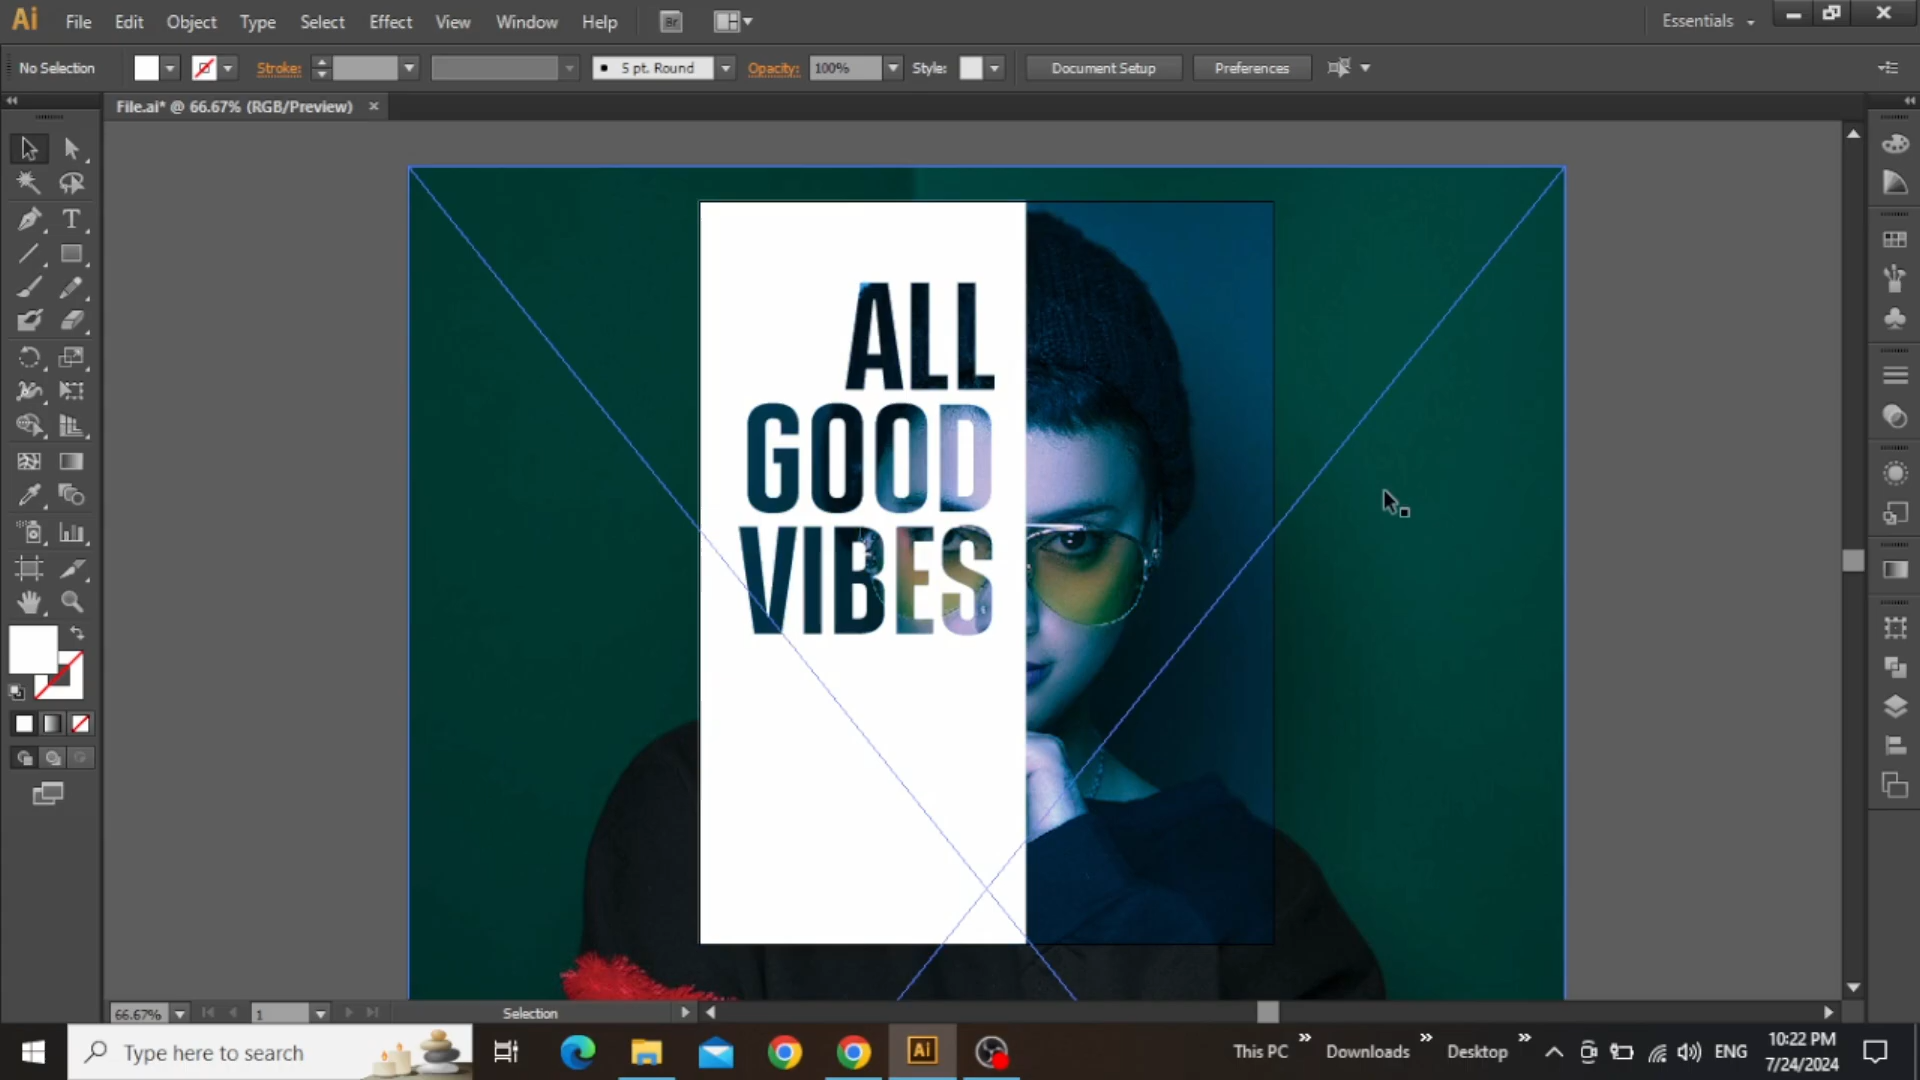 Ai File Edit Object Type Select Effect View Window Help Br Essentials
No Selection Stroke: 5 pt. Round Opacity: 100% Style: Document Setup Preferences
File.ai* @ 66.67% (RGB/Preview)
ALL
GOOD
VIBES
66.67% 1 Selection
Type here to search Ai This PC Downloads Desktop ENG 10:22 PM
7/24/2024